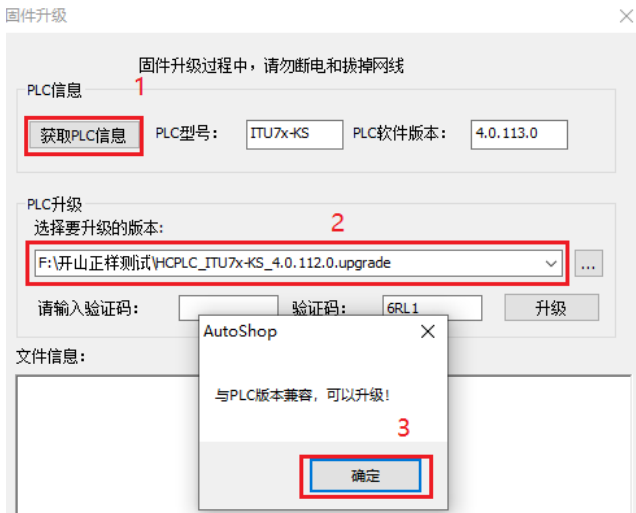 固件升级
固件升级过程中，请勿断电和拔掉网线
1
PLC信息
获取PLC信息 PLC型号： ITU7x-KS PLC软件版本： 4.0.113.0
PLC升级
选择要升级的版本:
2
F:\开山正样测试\HCPLC_ITU7x-KS_4.0.112.0.upgrade ...
请输入验证码： 验证码： 6RL1 升级
AutoShop
文件信息：
与PLC版本兼容，可以升级!
3
确定